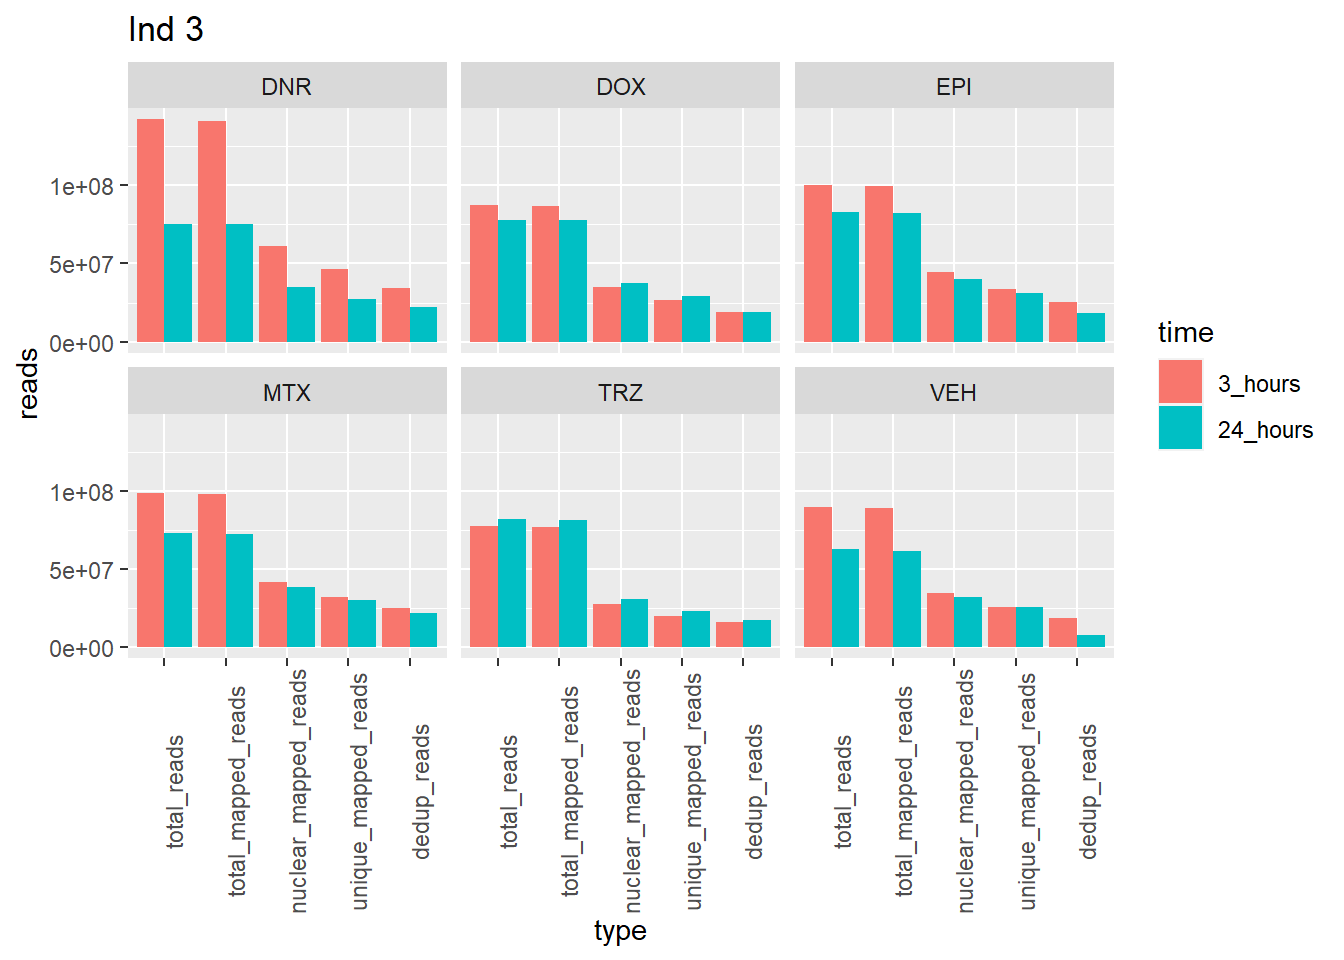 Ind 3
DNR
DOX
EPI
1e+08
5e+07
0e+00
MTX
TRZ
VEH
1e+08
5e+07
0e+00
reads
total_reads
total_mapped_reads
nuclear_mapped_reads
unique_mapped_reads
dedup_reads
total_reads
total_mapped_reads
nuclear_mapped_reads
unique_mapped_reads
dedup_reads
total_reads
total_mapped_reads
nuclear_mapped_reads
unique_mapped_reads
dedup_reads
type
time
3_hours
24_hours